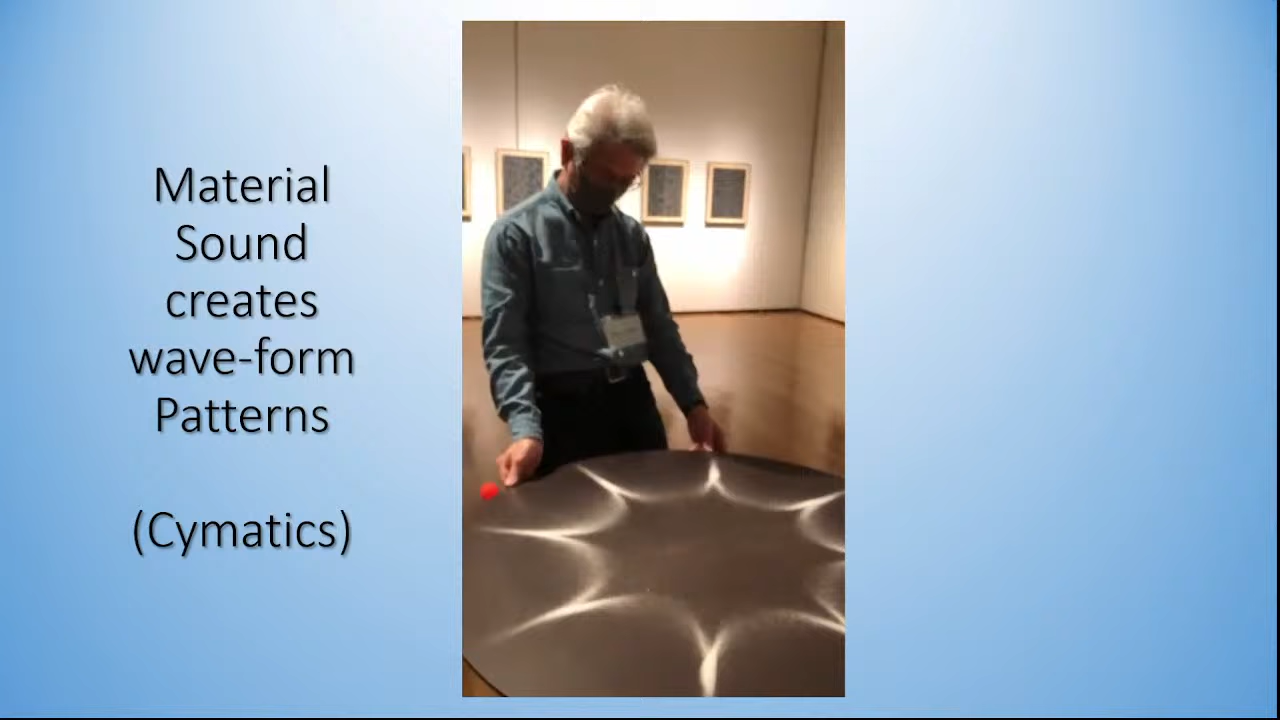 Material
Sound
creates
wave-form
Patterns
(Cymatics)